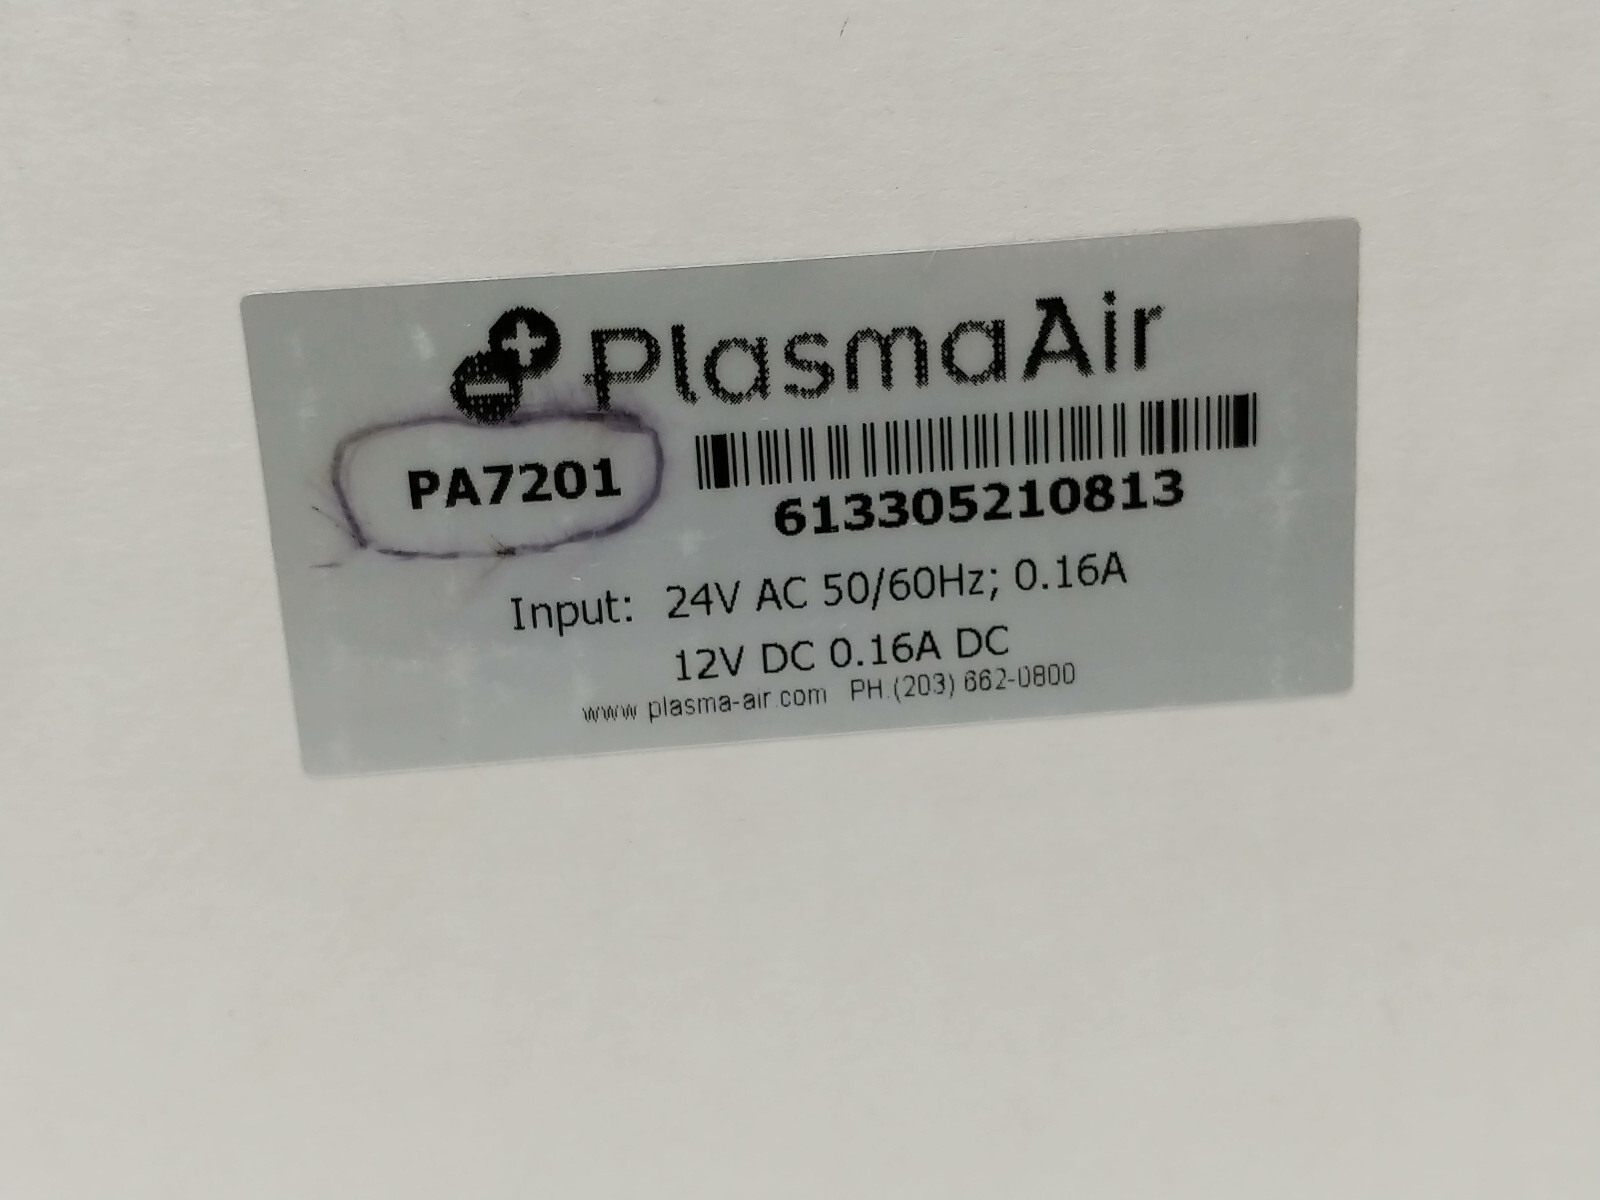 PlasmaAir
PA7201
613305210813
Input: 24V AC 50/60Hz; 0.16A
12V DC 0.16A DC
www.plasma-air.com PH.(203) 662-0800